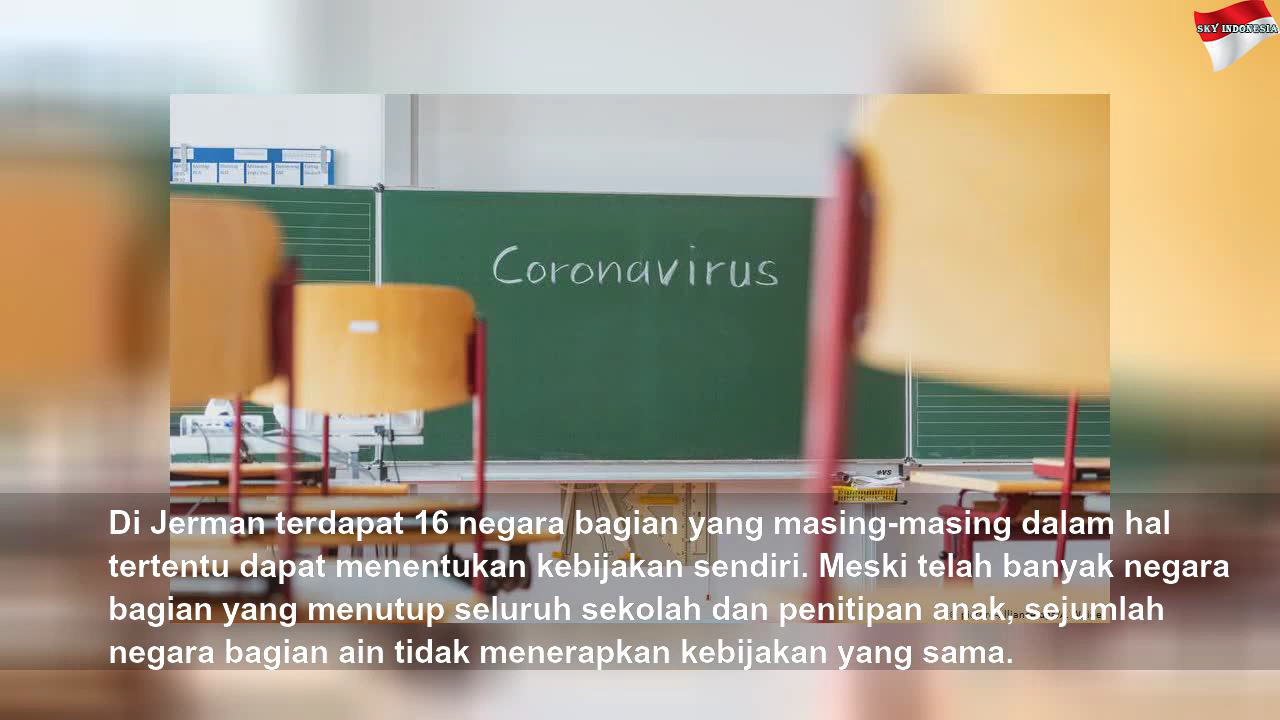 SKY INDONESIA
Coronavirus
Di Jerman terdapat 16 negara bagian yang masing-masing dalam hal
tertentu dapat menentukan kebijakan sendiri. Meski telah banyak negara
bagian yang menutup seluruh sekolah dan penitipan anak, sejumlah
negara bagian ain tidak menerapkan kebijakan yang sama.